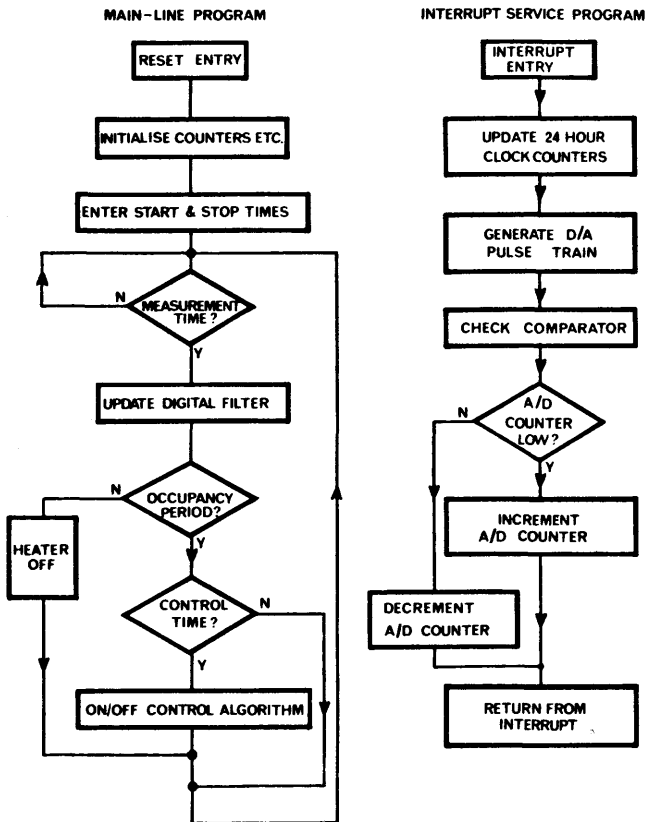 MAIN-LINE PROGRAM
RESET ENTRY
INITIALISE COUNTERS ETC.
ENTER START & STOP TIMES
N
MEASUREMENT
TIME?
Y
UPDATE DIGITAL FILTER
N
OCCUPANCY
PERIOD?
Y
HEATER
OFF
CONTROL
TIME?
N
Y
ON/OFF CONTROL ALGORITHM
INTERRUPT SERVICE PROGRAM
INTERRUPT
ENTRY
UPDATE 24 HOUR
CLOCK COUNTERS
GENERATE D/A
PULSE TRAIN
CHECK COMPARATOR
N
A/D
COUNTER
LOW?
Y
INCREMENT
A/D COUNTER
DECREMENT
A/D COUNTER
RETURN FROM
INTERRUPT